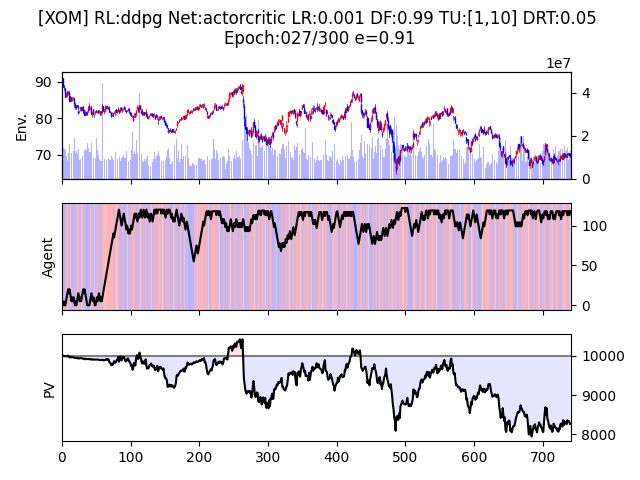 [XOM] RL:ddpg Net:actorcritic LR:0.001 DF:0.99 TU:[1,10] DRT:0.05
Epoch:027/300 e=0.91
1e7
90
80
70
Env.
4
2
0
Agent
100
50
0
PV
10000
9000
8000
0 100 200 300 400 500 600 700